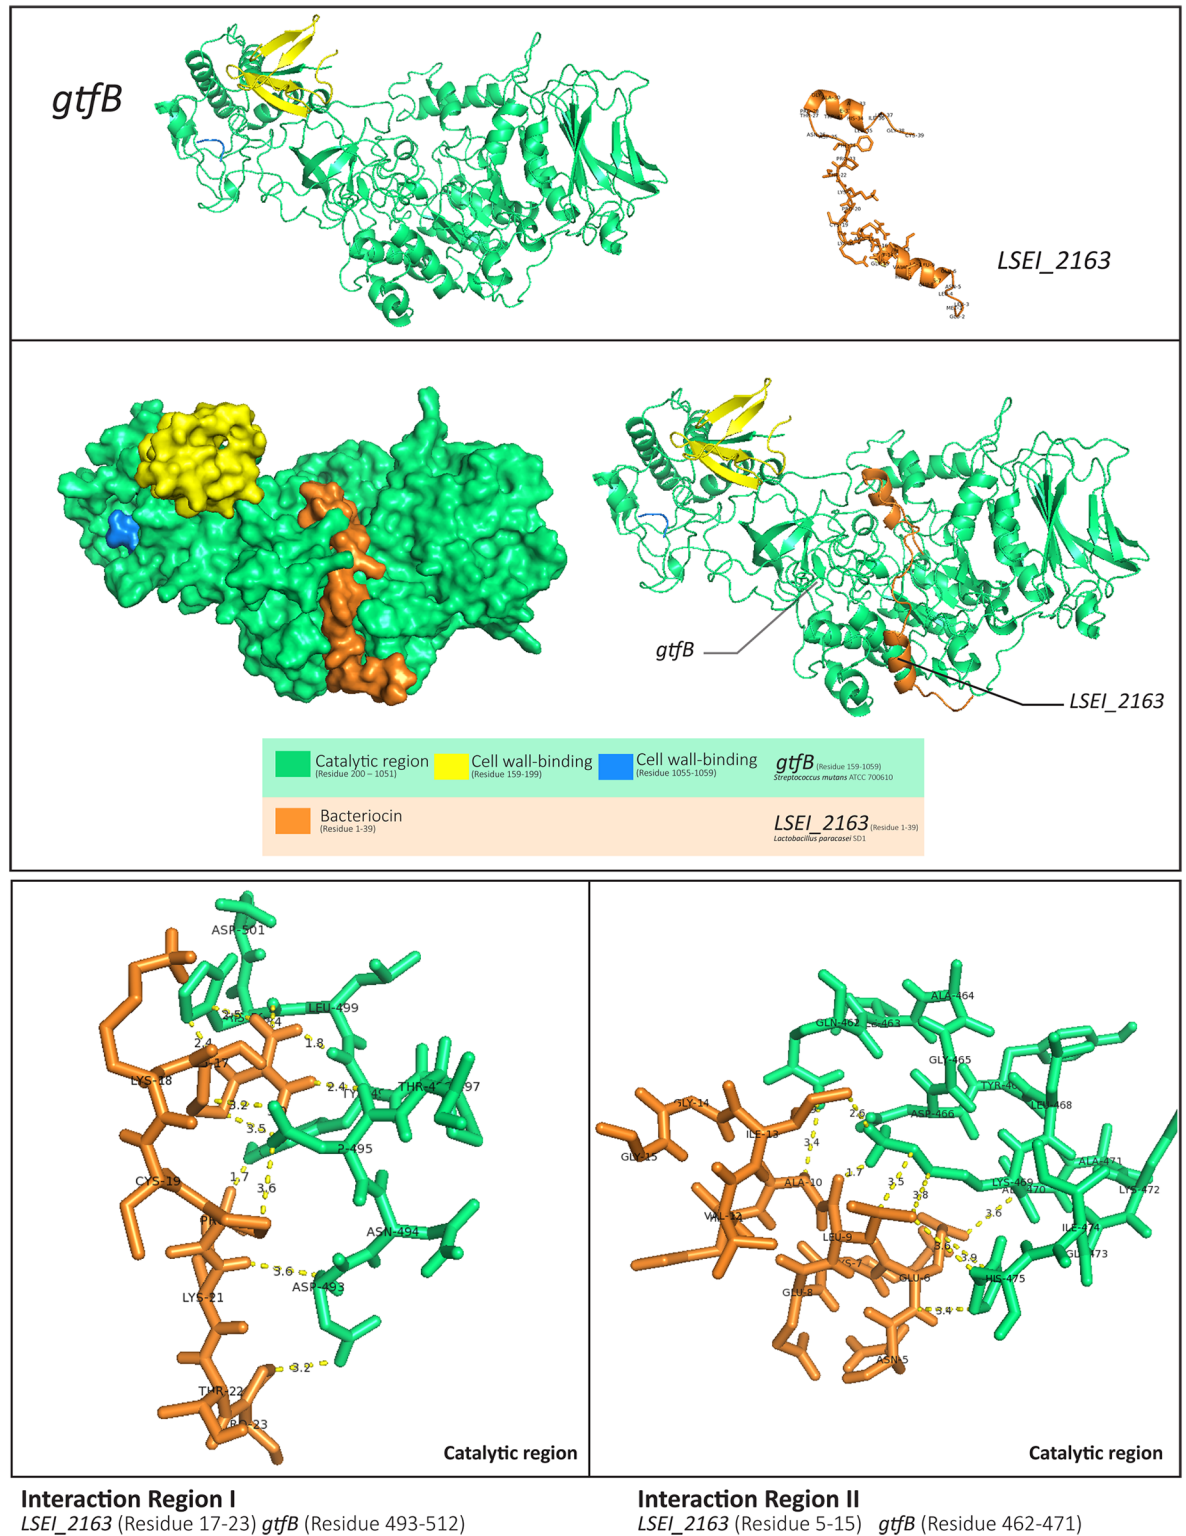 gtfB
LSEI_2163
ASN-5
gtfB
LSEI_2163
Catalytic region
(Residue 200 – 1051)
Cell wall-binding
(Residue 159-199)
Cell wall-binding
(Residue 1055-1059)
gtfB (Residue 159-1059)
Streptococcus mutans ATCC 700610
Bacteriocin
(Residue 1-39)
LSEI_2163 (Residue 1-39)
Lactobacillus paracasei SD1
ASP-501
LEU-499
2.5
2.4
1.8
LYS-18
2.4
3.2
3.5
2-495
1.7
3.6
CYS-19
ASN-494
3.6
ASP-493
LYS-21
3.2
THR-22
Catalytic region
ALA-464
GLN-462
GLY-465
GLY-14
2.6
ASP-466
LEU-468
ILE-13
3.4
GLY-15
1.7
ALA-10
3.5
3.8
LYS-469
ALA-471
LYS-472
3.6
ILE-474
LEU-9
3.6
3.9
GLU-6
HIS-475
GLU-8
3.4
ASN-5
Catalytic region
Interaction Region I
LSEI_2163 (Residue 17-23) gtfB (Residue 493-512)
Interaction Region II
LSEI_2163 (Residue 5-15) gtfB (Residue 462-471)